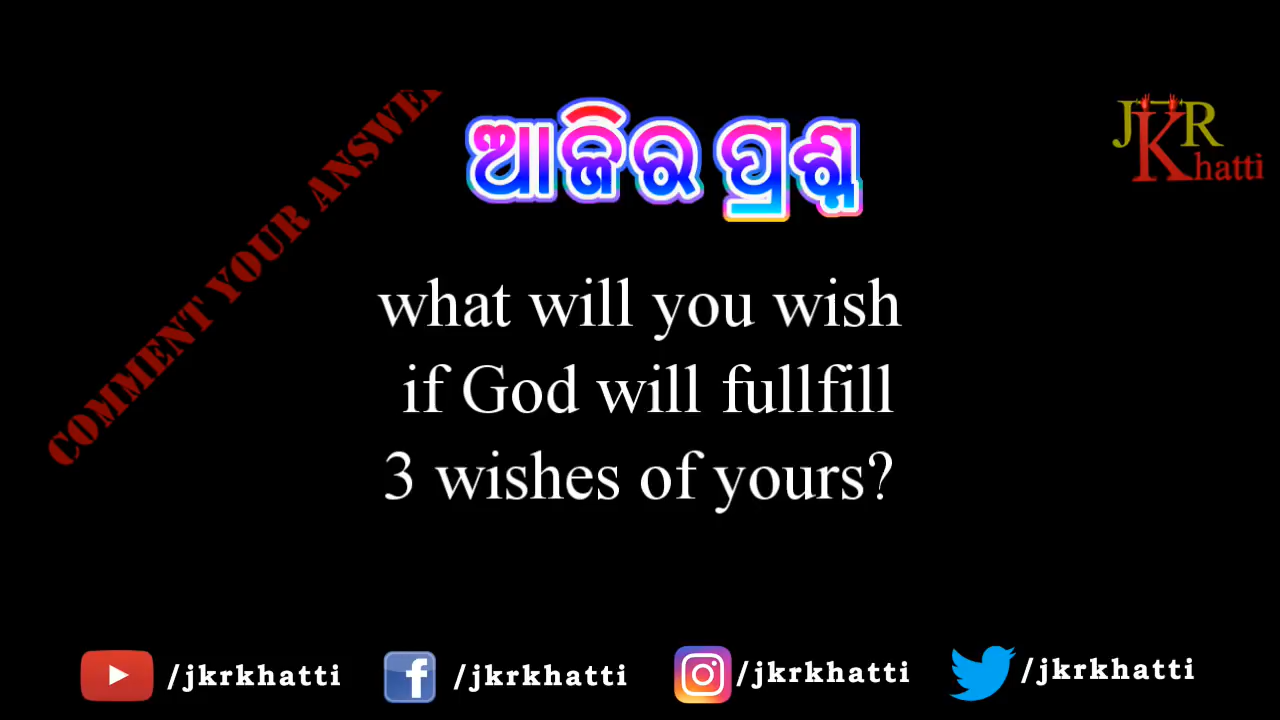 COMMENT YOUR ANSWER
ଆଜିର ପ୍ରଶ୍ନ
JKR
Khatti
what will you wish
if God will fullfill
3 wishes of yours?
/jkrkhatti
/jkrkhatti
/jkrkhatti
/jkrkhatti